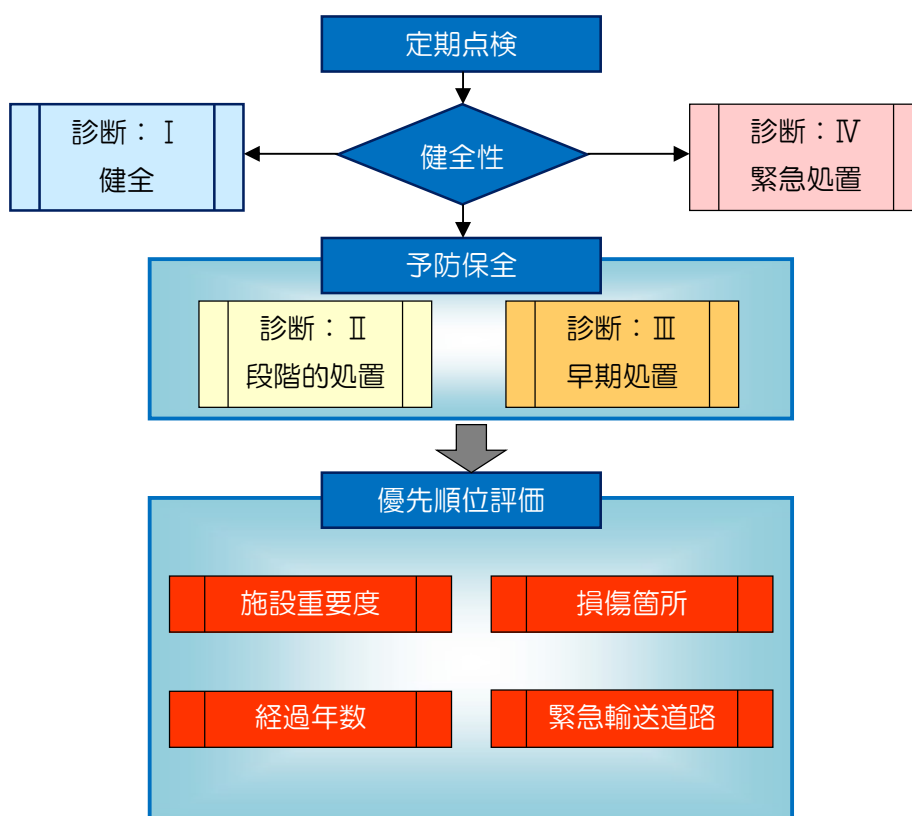 定期点検
診断：Ⅰ
健全
健全性
診断：Ⅳ
緊急処置
予防保全
診断：Ⅱ
段階的処置
診断：Ⅲ
早期処置
優先順位評価
施設重要度
損傷箇所
経過年数
緊急輸送道路